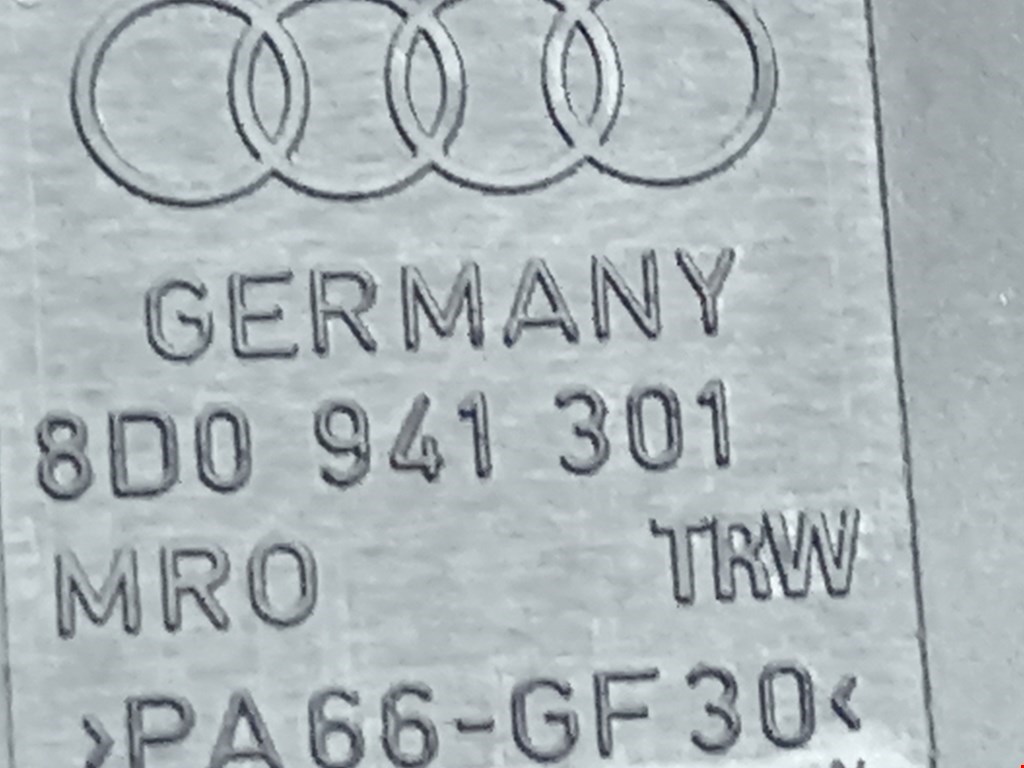 GERMANY
8D0 941 301
MRO TRW
>PA66-GF30<